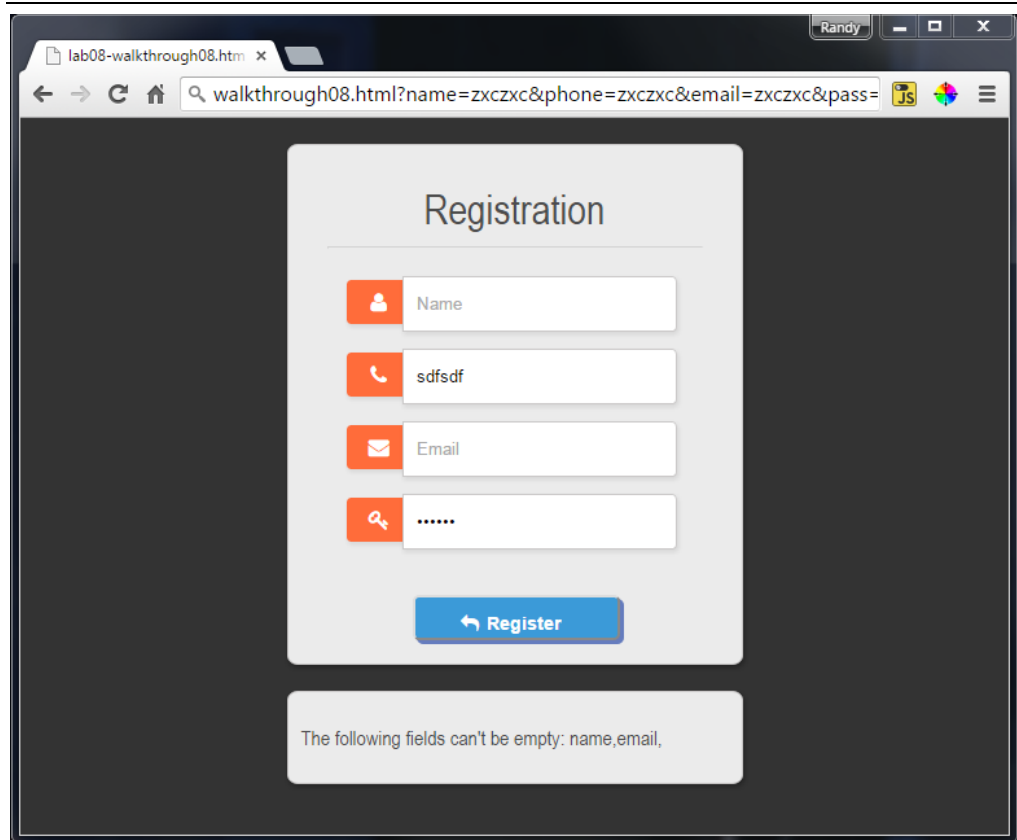 Randy
lab08-walkthrough08.htm
walkthrough08.html?name=zxczxc&phone=zxczxc&email=zxczxc&pass=
JS
Registration
Name
sdfsdf
Email
••••••
Register
The following fields can't be empty: name,email,